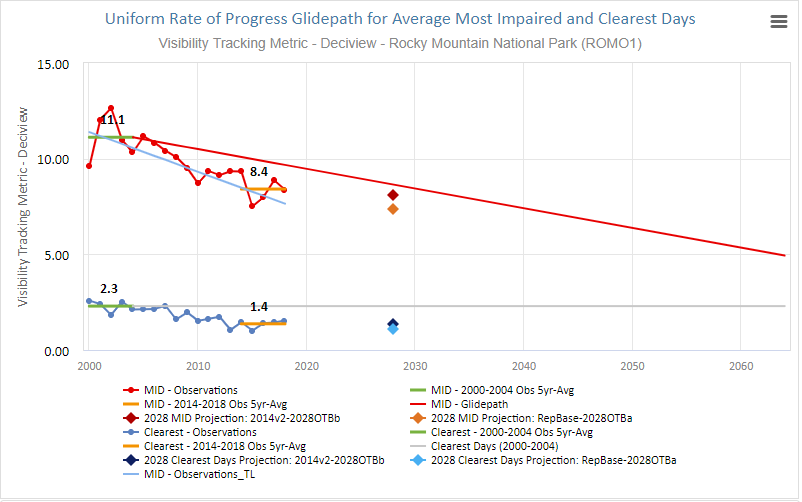 Uniform Rate of Progress Glidepath for Average Most Impaired and Clearest Days
Visibility Tracking Metric - Deciview - Rocky Mountain National Park (ROMO1)
Visibility Tracking Metric - Deciview
15.00
10.00
5.00
0.00
11.1
8.4
2.3
1.4
2000
2010
2020
2030
2040
2050
2060
MID - Observations
MID - 2000-2004 Obs 5yr-Avg
MID - 2014-2018 Obs 5yr-Avg
MID - Glidepath
2028 MID Projection: 2014v2-2028OTBb
2028 MID Projection: RepBase-2028OTBa
Clearest - Observations
Clearest - 2000-2004 Obs 5yr-Avg
Clearest - 2014-2018 Obs 5yr-Avg
Clearest Days (2000-2004)
2028 Clearest Days Projection: 2014v2-2028OTBb
2028 Clearest Days Projection: RepBase-2028OTBa
MID - Observations_TL